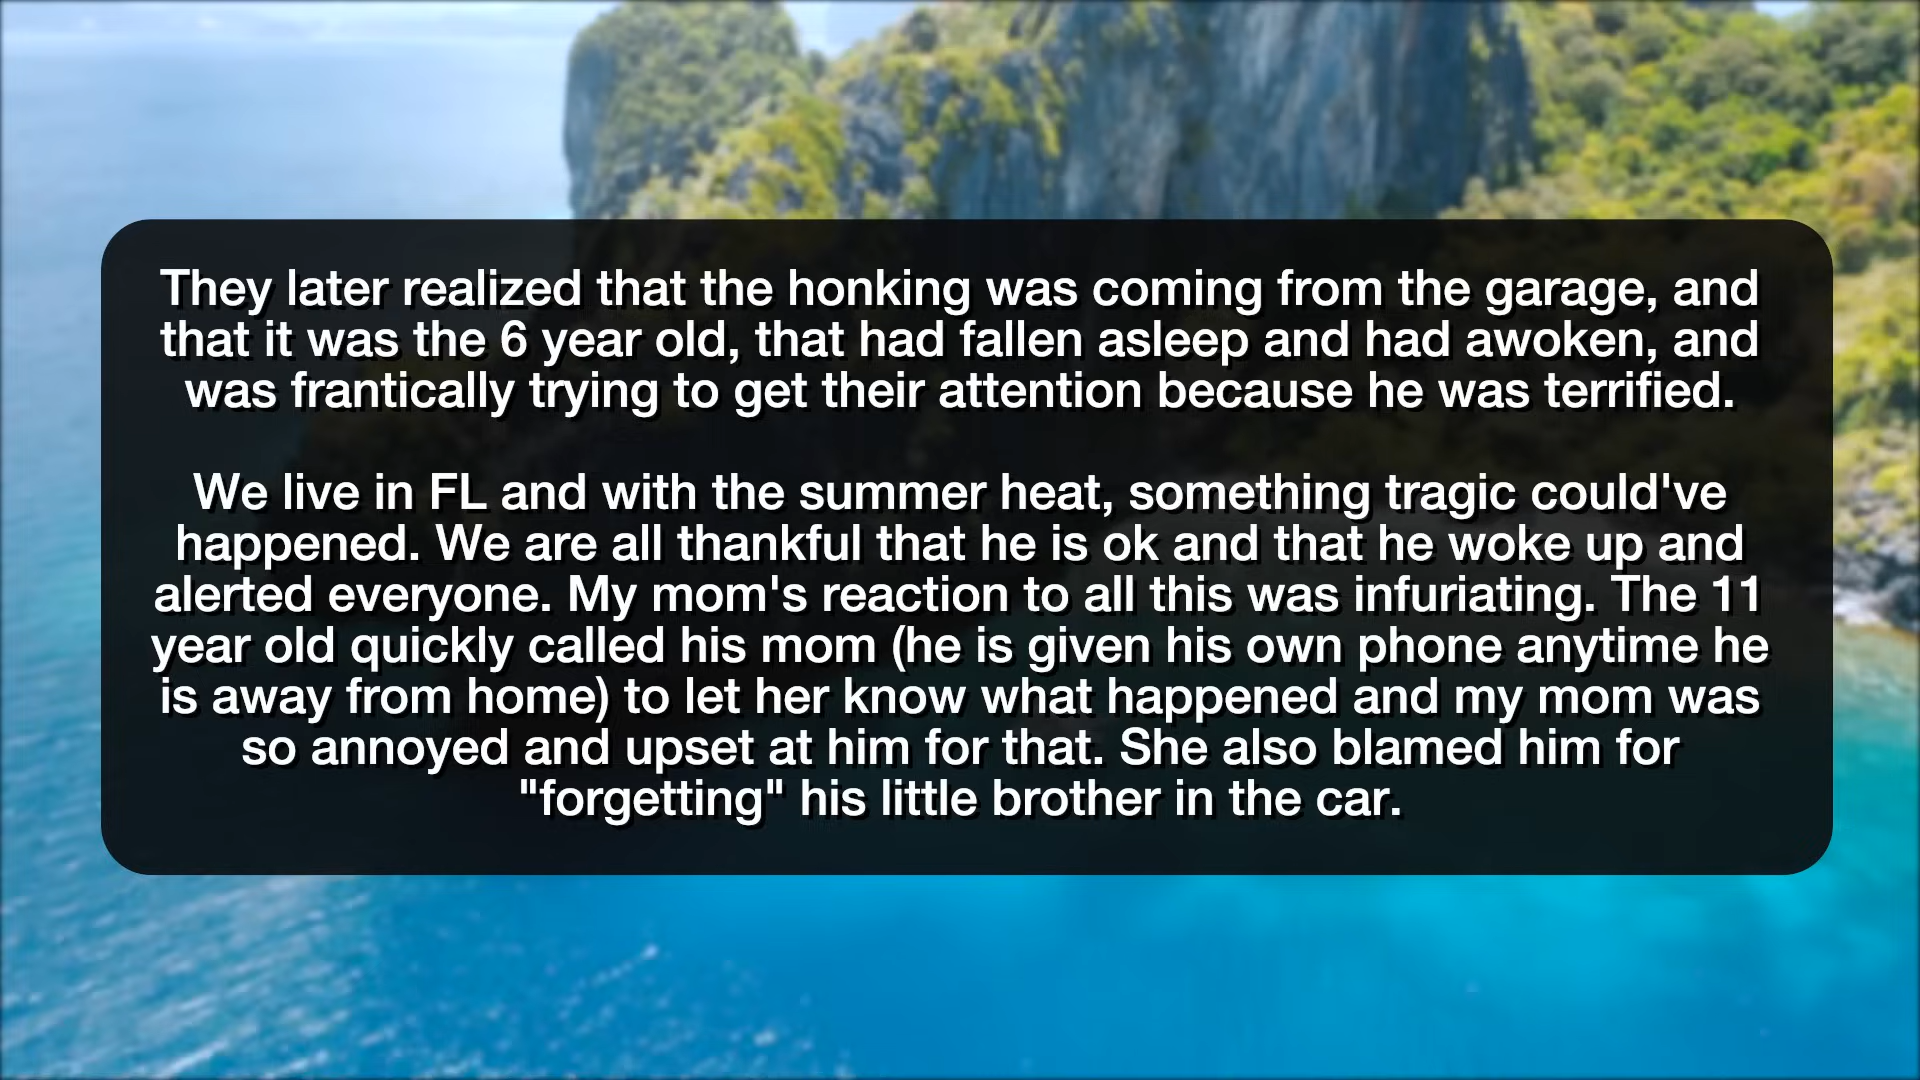 They later realized that the honking was coming from the garage, and
that it was the 6 year old, that had fallen asleep and had awoken, and
was frantically trying to get their attention because he was terrified.
We live in FL and with the summer heat, something tragic could've
happened. We are all thankful that he is ok and that he woke up and
alerted everyone. My mom's reaction to all this was infuriating. The 11
year old quickly called his mom (he is given his own phone anytime he
is away from home) to let her know what happened and my mom was
so annoyed and upset at him for that. She also blamed him for
"forgetting" his little brother in the car.